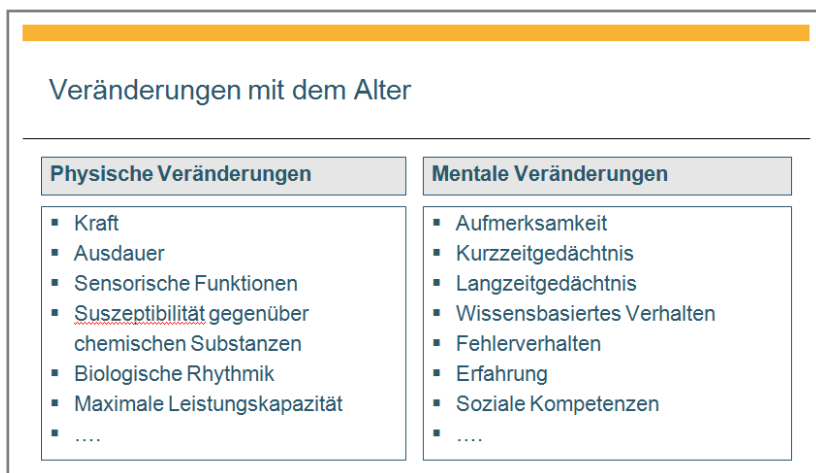 Veränderungen mit dem Alter
Physische Veränderungen
▪ Kraft
▪ Ausdauer
▪ Sensorische Funktionen
▪ Suszeptibilität gegenüber
chemischen Substanzen
▪ Biologische Rhythmik
▪ Maximale Leistungskapazität
▪ ....
Mentale Veränderungen
▪ Aufmerksamkeit
▪ Kurzzeitgedächtnis
▪ Langzeitgedächtnis
▪ Wissensbasiertes Verhalten
▪ Fehlerverhalten
▪ Erfahrung
▪ Soziale Kompetenzen
▪ ....